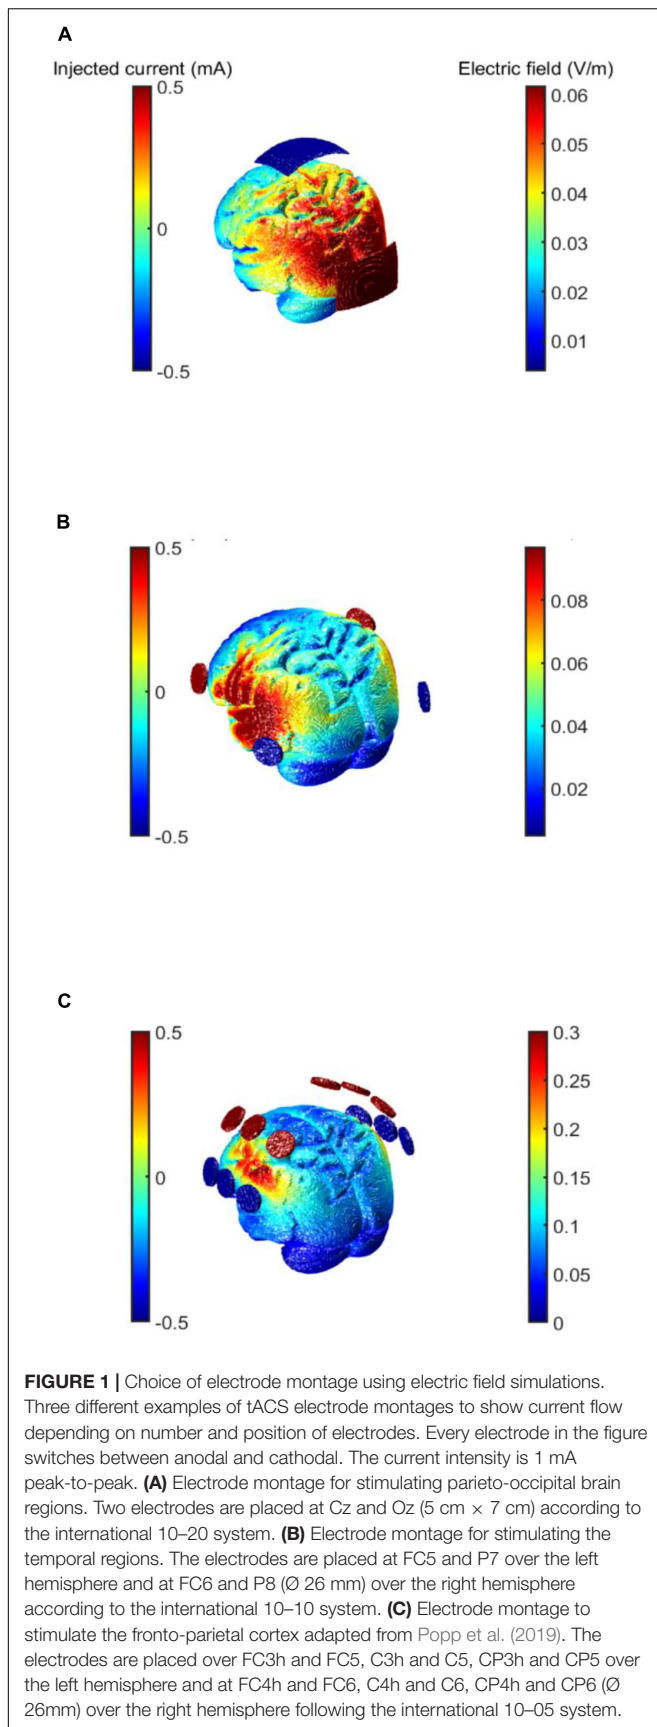 A
Injected current (mA)
Electric field (V/m)
0.5
0
-0.5
0.06
0.05
0.04
0.03
0.02
0.01
B
0.5
0
-0.5
0.08
0.06
0.04
0.02
C
0.5
0
-0.5
0.3
0.25
0.2
0.15
0.1
0.05
0
FIGURE 1 | Choice of electrode montage using electric field simulations.
Three different examples of tACS electrode montages to show current flow
depending on number and position of electrodes. Every electrode in the figure
switches between anodal and cathodal. The current intensity is 1 mA
peak-to-peak. (A) Electrode montage for stimulating parieto-occipital brain
regions. Two electrodes are placed at Cz and Oz (5 cm × 7 cm) according to
the international 10–20 system. (B) Electrode montage for stimulating the
temporal regions. The electrodes are placed at FC5 and P7 over the left
hemisphere and at FC6 and P8 (Ø 26 mm) over the right hemisphere
according to the international 10–10 system. (C) Electrode montage to
stimulate the fronto-parietal cortex adapted from Popp et al. (2019). The
electrodes are placed over FC3h and FC5, C3h and C5, CP3h and CP5 over
the left hemisphere and at FC4h and FC6, C4h and C6, CP4h and CP6 (Ø
26mm) over the right hemisphere following the international 10–05 system.